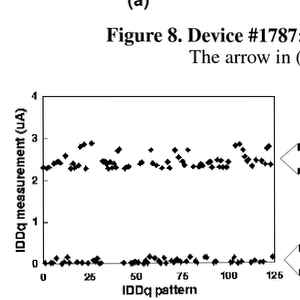 (a)
Figure 8. Device #1787:
The arrow in (
4
3
2
1
0
IDDq measurement (uA)
0 25 50 75 100 125
IDDq pattern